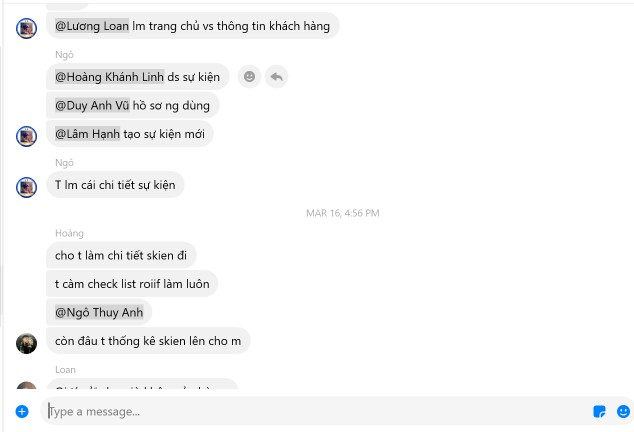 @Lương Loan lm trang chủ vs thông tin khách hàng
Ngô
@Hoàng Khánh Linh ds sự kiện
@Duy Anh Vũ hồ sơ ng dùng
@Lâm Hạnh tạo sự kiện mới
Ngô
T lm cái chi tiết sự kiện
MAR 16, 4:56 PM
Hoàng
cho t làm chi tiết skien đi
t càm check list roiif làm luôn
@Ngô Thuy Anh
còn đâu t thống kê skien lên cho m
Loan
Type a message...